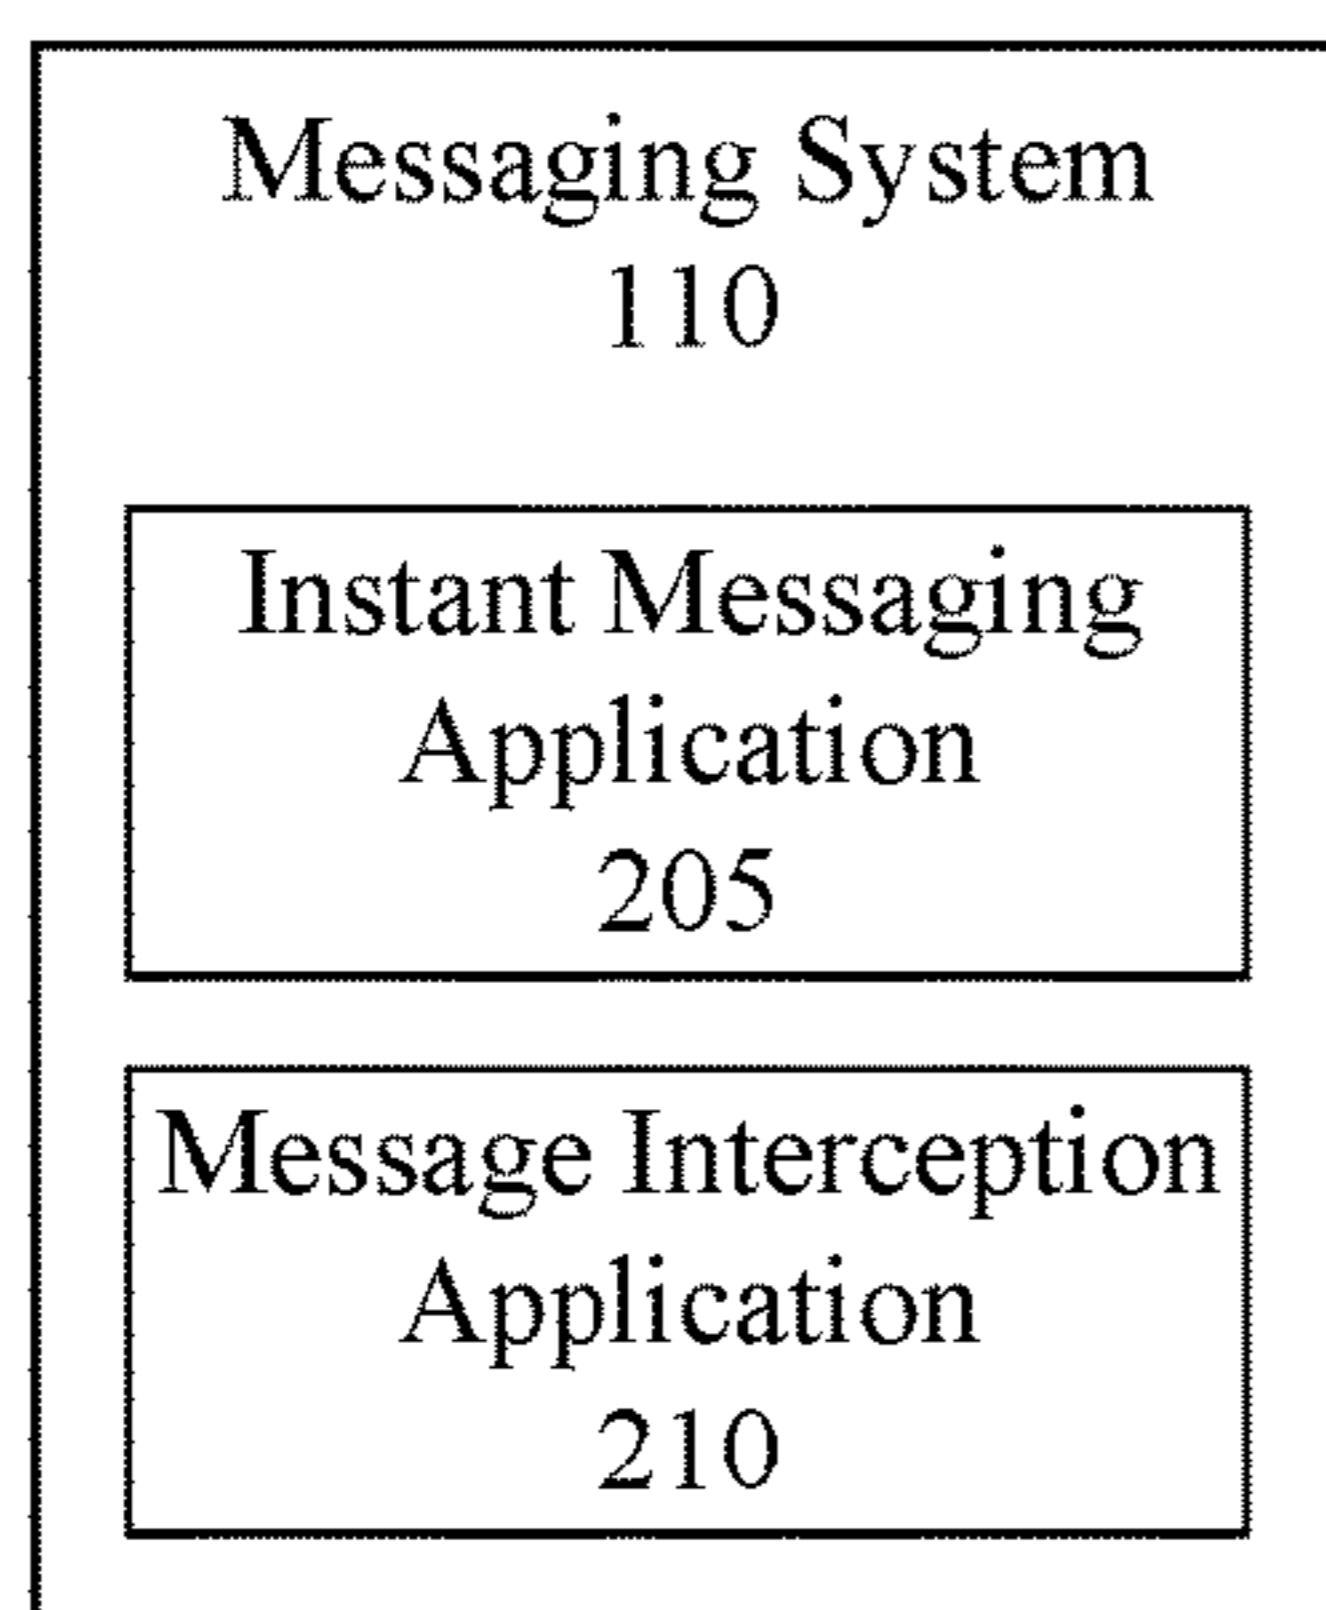 Messaging System
110
Instant Messaging
Application
205
Message Interception
Application
210